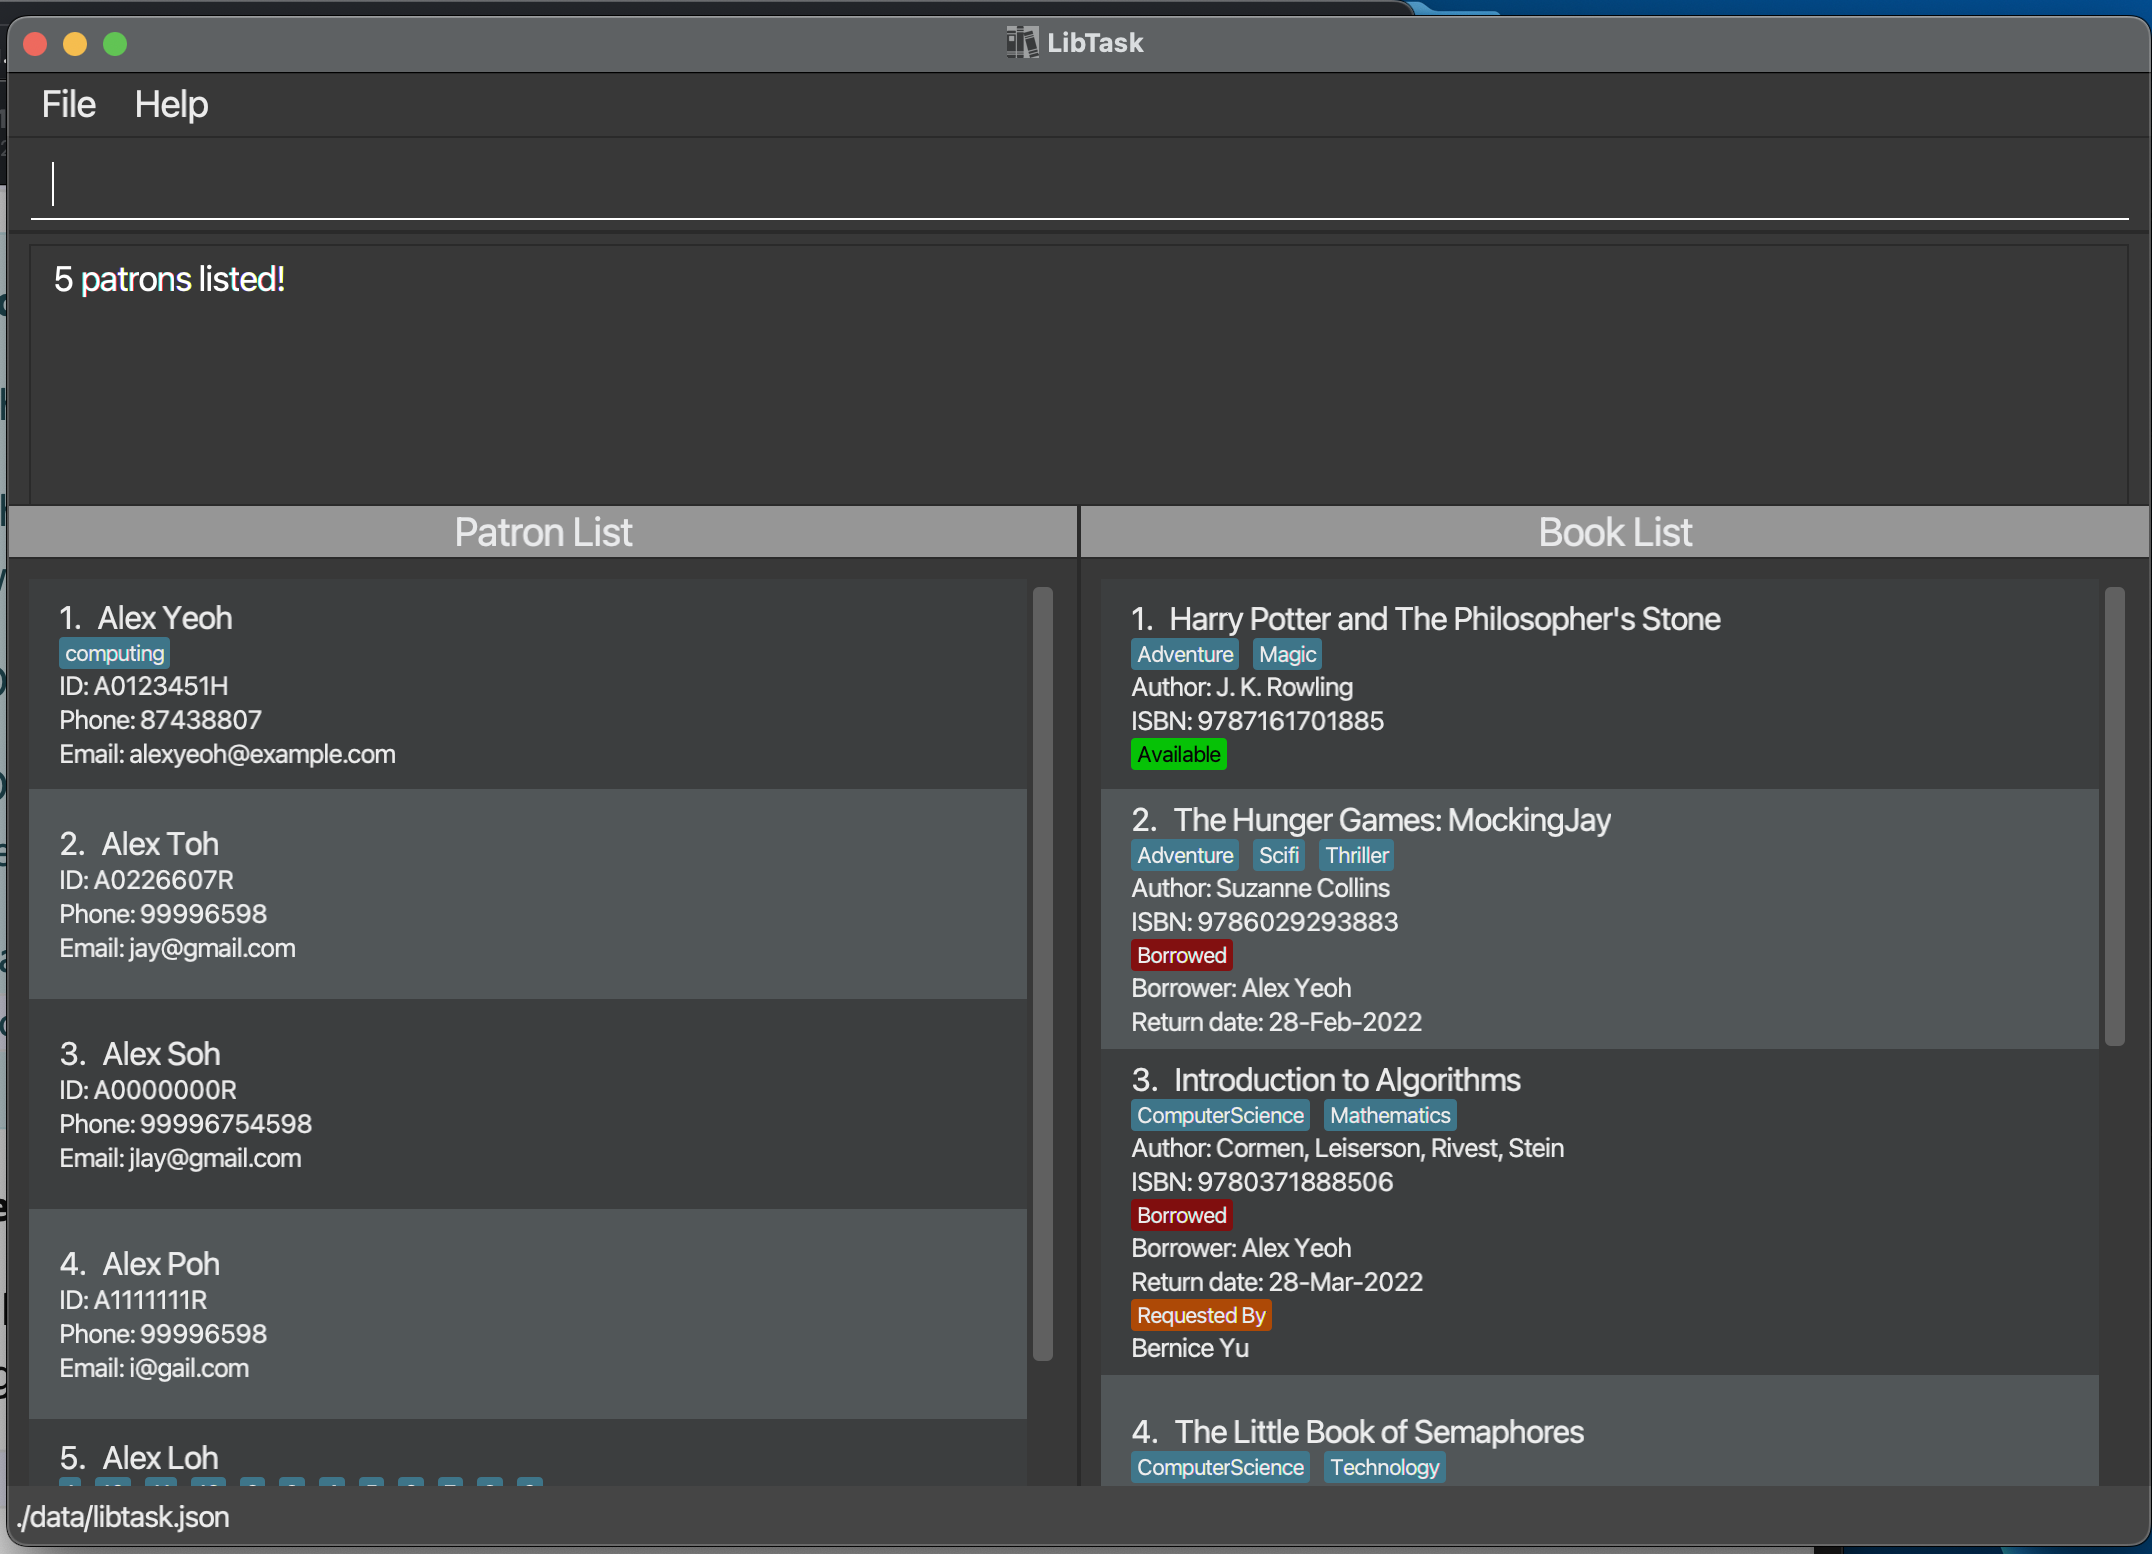 LibTask
File Help
5 patrons listed!
Patron List
1. Alex Yeoh
computing
ID: A0123451H
Phone: 87438807
Email: alexyeoh@example.com
2. Alex Toh
ID: A0226607R
Phone: 99996598
Email: jay@gmail.com
3. Alex Soh
ID: A0000000R
Phone: 99996754598
Email: jlay@gmail.com
4. Alex Poh
ID: A1111111R
Phone: 99996598
Email: i@gail.com
5. Alex Loh
Book List
1. Harry Potter and The Philosopher's Stone
Adventure Magic
Author: J. K. Rowling
ISBN: 9787161701885
Available
2. The Hunger Games: MockingJay
Adventure Scifi Thriller
Author: Suzanne Collins
ISBN: 9786029293883
Borrowed
Borrower: Alex Yeoh
Return date: 28-Feb-2022
3. Introduction to Algorithms
ComputerScience Mathematics
Author: Cormen, Leiserson, Rivest, Stein
ISBN: 9780371888506
Borrowed
Borrower: Alex Yeoh
Return date: 28-Mar-2022
Requested By
Bernice Yu
4. The Little Book of Semaphores
ComputerScience Technology
./data/libtask.json